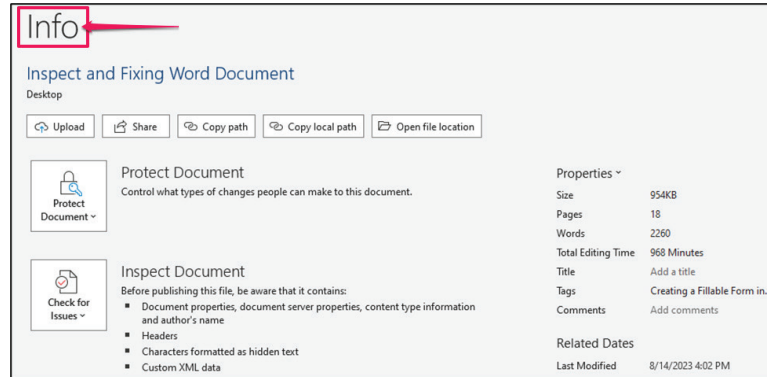 Info
Inspect and Fixing Word Document
Desktop
Upload Share Copy path Copy local path Open file location
Protect Document
Control what types of changes people can make to this document.
Protect
Document
Inspect Document
Before publishing this file, be aware that it contains:
Document properties, document server properties, content type information
and author's name
Headers
Characters formatted as hidden text
Custom XML data
Check for
Issues
Properties
Size 954KB
Pages 18
Words 2260
Total Editing Time 968 Minutes
Title Add a title
Tags Creating a Fillable Form in.
Comments Add comments
Related Dates
Last Modified 8/14/2023 4:02 PM